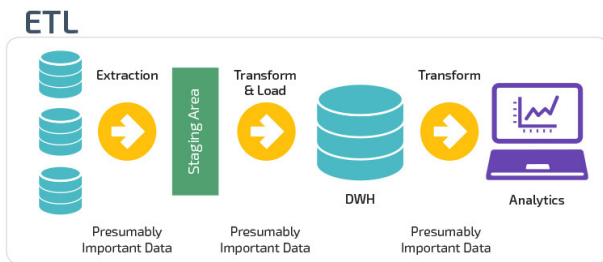 ETL
Extraction
Staging Area
Transform
& Load
DWH
Transform
Analytics
Presumably
Important Data
Presumably
Important Data
Presumably
Important Data